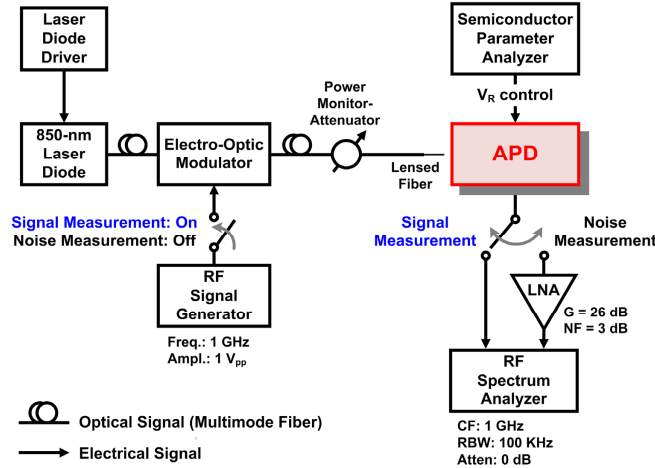 Laser
Diode
Driver
Semiconductor
Parameter
Analyzer
V_R control
Power
Monitor-
Attenuator
850-nm
Laser
Diode
Electro-Optic
Modulator
Lensed
Fiber
APD
Signal Measurement: On
Noise Measurement: Off
Signal
Measurement
Noise
Measurement
RF
Signal
Generator
LNA
G = 26 dB
NF = 3 dB
Freq.: 1 GHz
Ampl.: 1 V_pp
RF
Spectrum
Analyzer
Optical Signal (Multimode Fiber)
Electrical Signal
CF: 1 GHz
RBW: 100 KHz
Atten: 0 dB